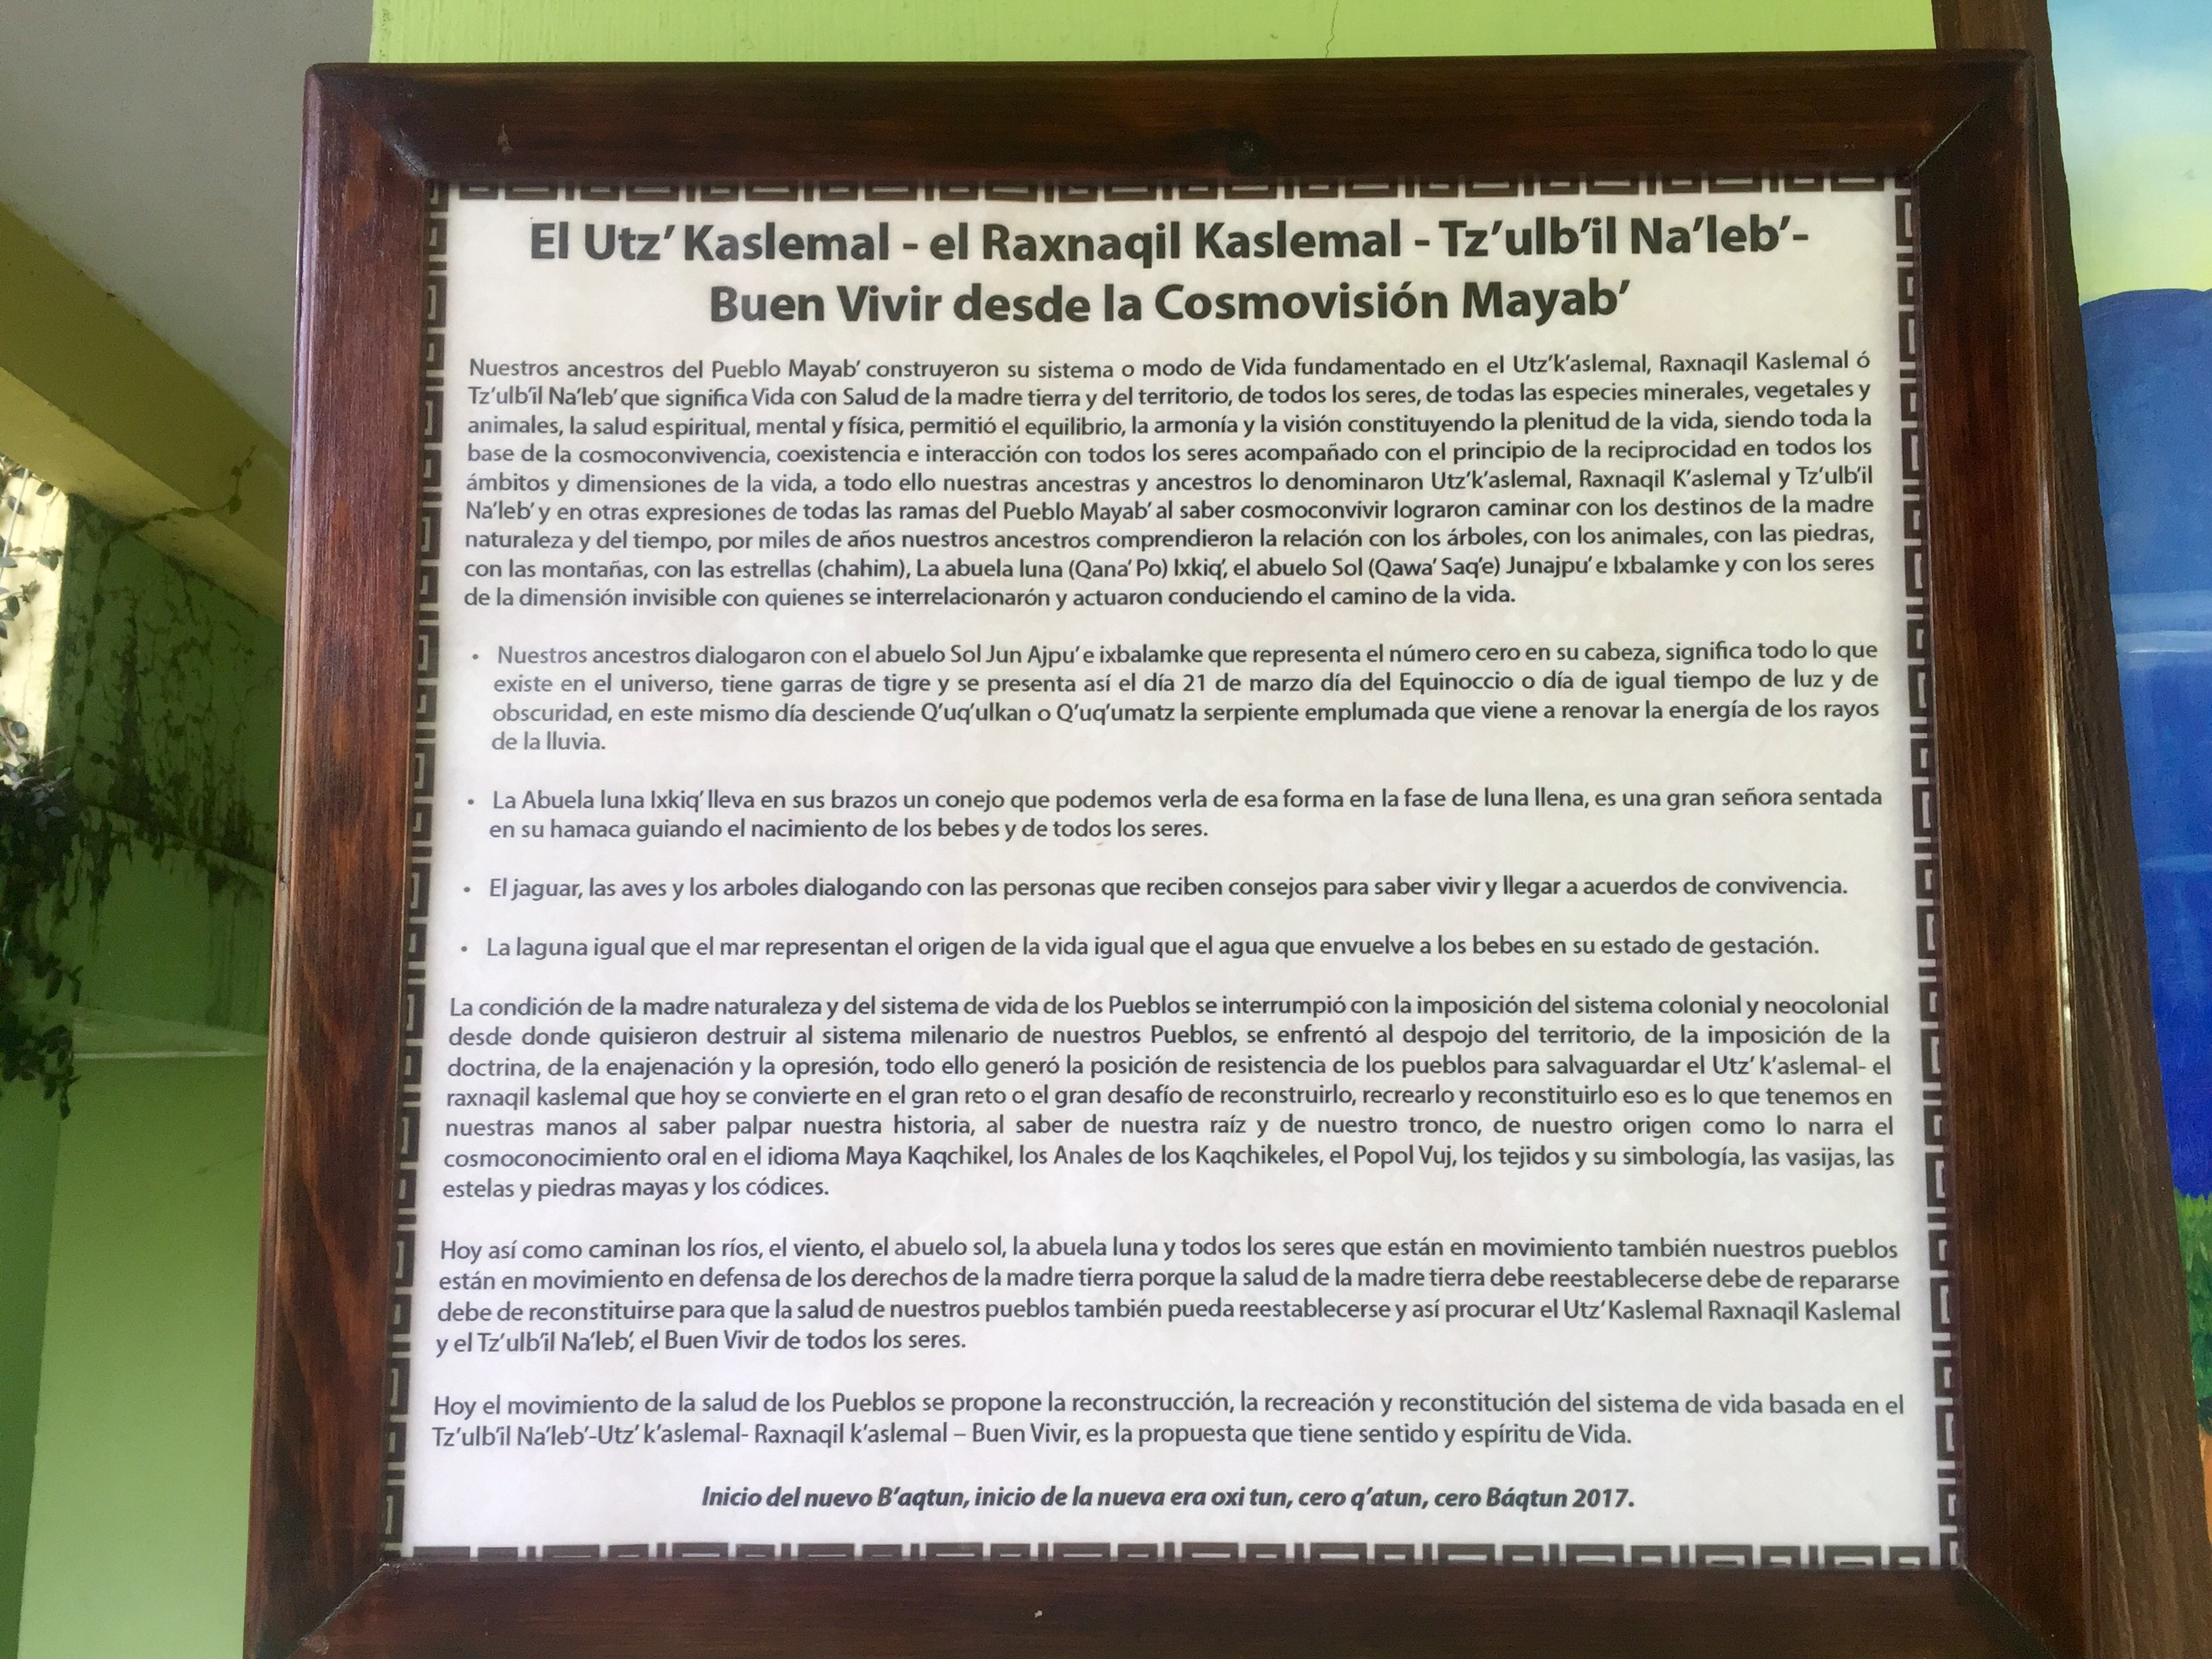 El Utz’ Kaslemal - el Raxnaqil Kaslemal - Tz’ulb’il Na’leb’-
Buen Vivir desde la Cosmovisión Mayab’
Nuestros ancestros del Pueblo Mayab’ construyeron su sistema o modo de Vida fundamentado en el Utz’k’aslemal, Raxnaqil Kaslemal ó
Tz’ulb’il Na’leb’ que significa Vida con Salud de la madre tierra y del territorio, de todos los seres, de todas las especies minerales, vegetales y
animales, la salud espiritual, mental y física, permitió el equilibrio, la armonía y la visión constituyendo la plenitud de la vida, siendo toda la
base de la cosmoconvivencia, coexistencia e interacción con todos los seres acompañado con el principio de la reciprocidad en todos los
ámbitos y dimensiones de la vida, a todo ello nuestras ancestras y ancestros lo denominaron Utz’k’aslemal, Raxnaqil K’aslemal y Tz’ulb’il
Na’leb’ y en otras expresiones de todas las ramas del Pueblo Mayab’ al saber cosmoconvivir lograron caminar con los destinos de la madre
naturaleza y del tiempo, por miles de años nuestros ancestros comprendieron la relación con los árboles, con los animales, con las piedras,
con las montañas, con las estrellas (chahim), La abuela luna (Qana’ Po) Ixkiq’, el abuelo Sol (Qawa’ Saq’e) Junajpu’ e Ixbalamke y con los seres
de la dimensión invisible con quienes se interrelacionarón y actuaron conduciendo el camino de la vida.
• Nuestros ancestros dialogaron con el abuelo Sol Jun Ajpu’ e ixbalamke que representa el número cero en su cabeza, significa todo lo que
existe en el universo, tiene garras de tigre y se presenta así el día 21 de marzo día del Equinoccio o día de igual tiempo de luz y de
obscuridad, en este mismo día desciende Q’uq’ulkan o Q’uq’umatz la serpiente emplumada que viene a renovar la energía de los rayos
de la lluvia.
• La Abuela luna Ixkiq’ lleva en sus brazos un conejo que podemos verla de esa forma en la fase de luna llena, es una gran señora sentada
en su hamaca guiando el nacimiento de los bebes y de todos los seres.
• El jaguar, las aves y los arboles dialogando con las personas que reciben consejos para saber vivir y llegar a acuerdos de convivencia.
• La laguna igual que el mar representan el origen de la vida igual que el agua que envuelve a los bebes en su estado de gestación.
La condición de la madre naturaleza y del sistema de vida de los Pueblos se interrumpió con la imposición del sistema colonial y neocolonial
desde donde quisieron destruir al sistema milenario de nuestros Pueblos, se enfrentó al despojo del territorio, de la imposición de la
doctrina, de la enajenación y la opresión, todo ello generó la posición de resistencia de los pueblos para salvaguardar el Utz’ k’aslemal- el
raxnaqil kaslemal que hoy se convierte en el gran reto o el gran desafío de reconstruirlo, recrearlo y reconstituirlo eso es lo que tenemos en
nuestras manos al saber palpar nuestra historia, al saber de nuestra raíz y de nuestro tronco, de nuestro origen como lo narra el
cosmoconocimiento oral en el idioma Maya Kaqchikel, los Anales de los Kaqchikeles, el Popol Vuj, los tejidos y su simbología, las vasijas, las
estelas y piedras mayas y los códices.
Hoy así como caminan los ríos, el viento, el abuelo sol, la abuela luna y todos los seres que están en movimiento también nuestros pueblos
están en movimiento en defensa de los derechos de la madre tierra porque la salud de la madre tierra debe reestablecerse debe de repararse
debe de reconstituirse para que la salud de nuestros pueblos también pueda reestablecerse y así procurar el Utz’ Kaslemal Raxnaqil Kaslemal
y el Tz’ulb’il Na’leb’, el Buen Vivir de todos los seres.
Hoy el movimiento de la salud de los Pueblos se propone la reconstrucción, la recreación y reconstitución del sistema de vida basada en el
Tz’ulb’il Na’leb’-Utz’ k’aslemal- Raxnaqil k’aslemal – Buen Vivir, es la propuesta que tiene sentido y espíritu de Vida.
Inicio del nuevo B’aqtun, inicio de la nueva era oxi tun, cero q’atun, cero Báqtun 2017.